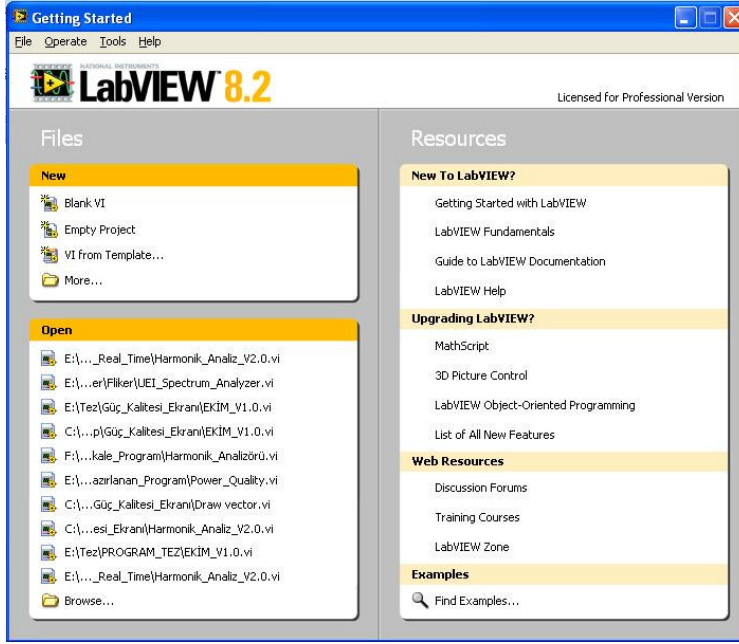 Getting Started
File Operate Tools Help
NATIONAL INSTRUMENTS
LabVIEW 8.2
Licensed for Professional Version
Files
New
Blank VI
Empty Project
VI from Template...
More...
Open
E:\..._Real_Time\Harmonik_Analiz_V2.0.vi
E:\...er\Fliker\UEI_Spectrum_Analyzer.vi
E:\Tez\Güç_Kalitesi_Ekranı\EKİM_V1.0.vi
C:\...p\Güç_Kalitesi_Ekranı\EKİM_V1.0.vi
F:\...kale_Program\Harmonik_Analizörü.vi
E:\...azırlanan_Program\Power_Quality.vi
C:\...Güç_Kalitesi_Ekranı\Draw vector.vi
C:\...esi_Ekranı\Harmonik_Analiz_V2.0.vi
E:\Tez\PROGRAM_TEZ\EKİM_V1.0.vi
E:\..._Real_Time\Harmonik_Analiz_V2.0.vi
Browse...
Resources
New To LabVIEW?
Getting Started with LabVIEW
LabVIEW Fundamentals
Guide to LabVIEW Documentation
LabVIEW Help
Upgrading LabVIEW?
MathScript
3D Picture Control
LabVIEW Object-Oriented Programming
List of All New Features
Web Resources
Discussion Forums
Training Courses
LabVIEW Zone
Examples
Find Examples...